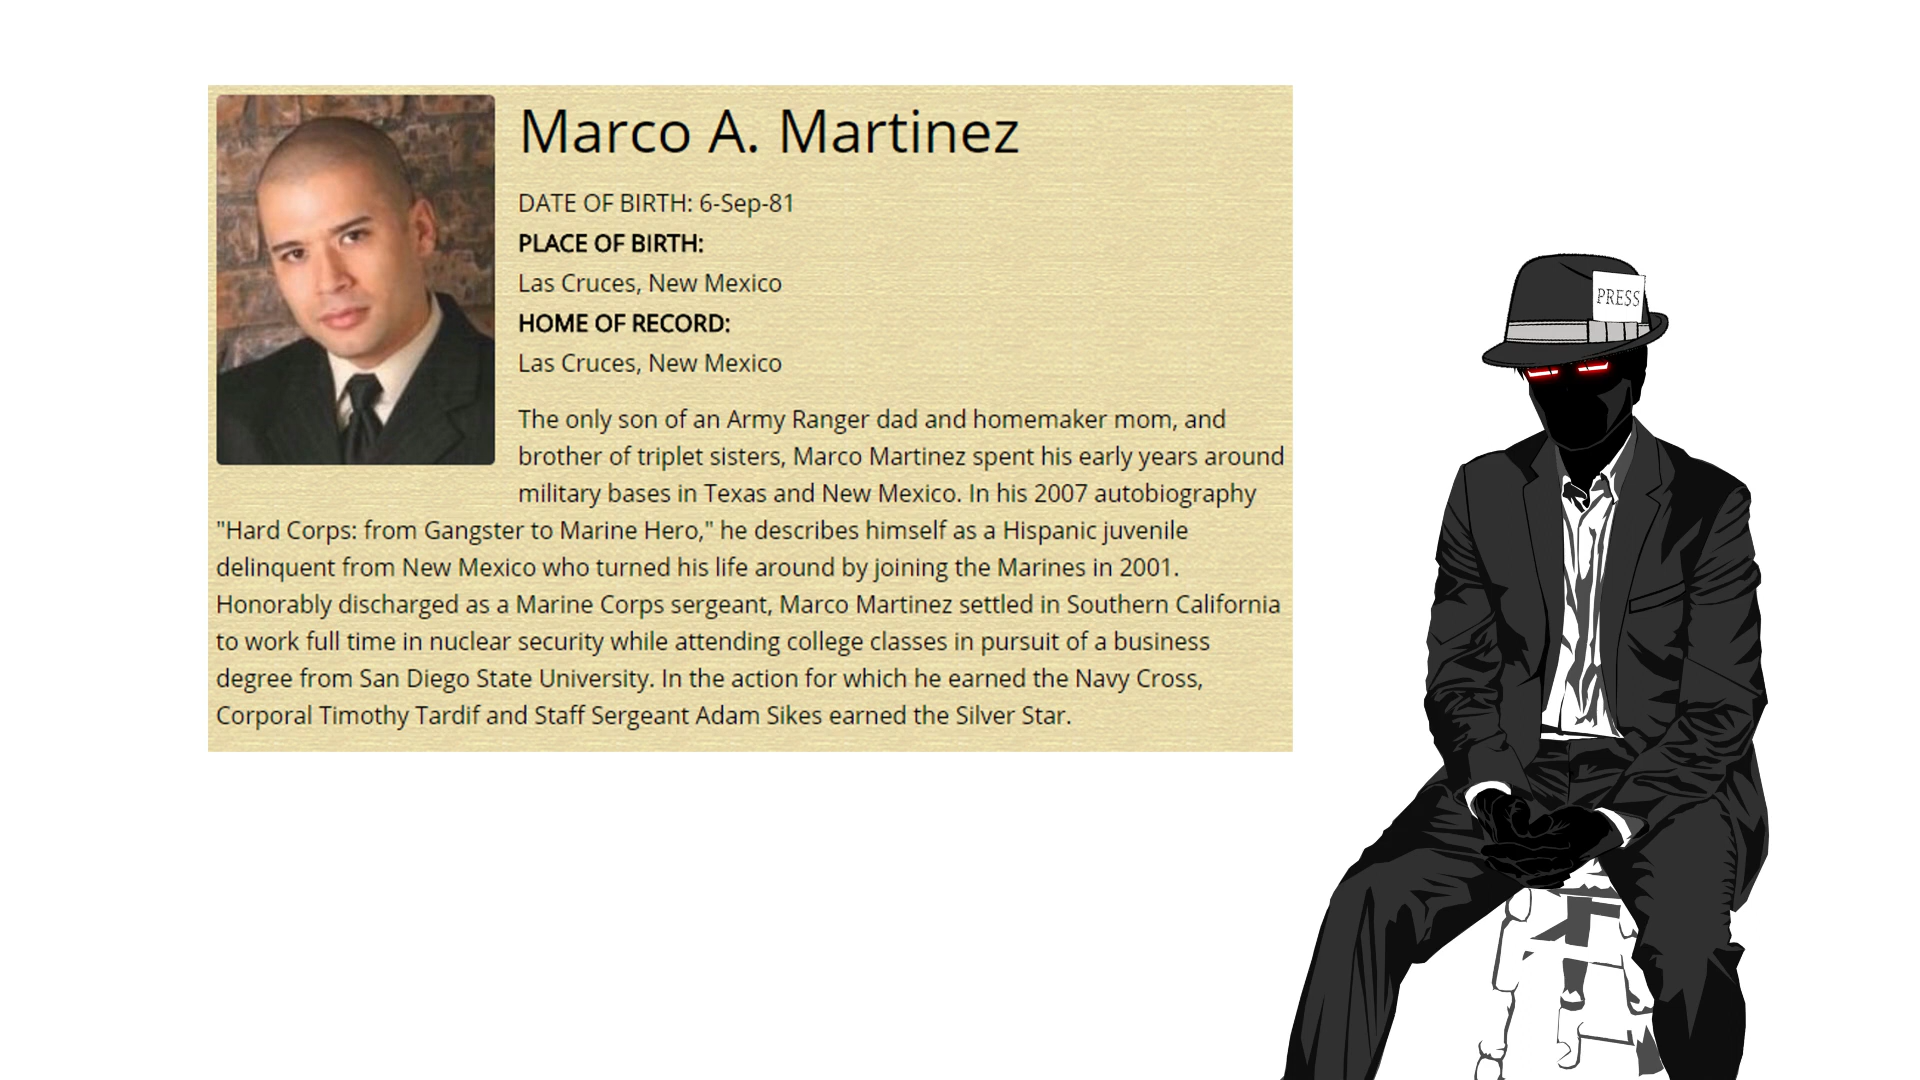 Marco A. Martinez
DATE OF BIRTH: 6-Sep-81
PLACE OF BIRTH:
Las Cruces, New Mexico
HOME OF RECORD:
Las Cruces, New Mexico
The only son of an Army Ranger dad and homemaker mom, and
brother of triplet sisters, Marco Martinez spent his early years around
military bases in Texas and New Mexico. In his 2007 autobiography
"Hard Corps: from Gangster to Marine Hero," he describes himself as a Hispanic juvenile
delinquent from New Mexico who turned his life around by joining the Marines in 2001.
Honorably discharged as a Marine Corps sergeant, Marco Martinez settled in Southern California
to work full time in nuclear security while attending college classes in pursuit of a business
degree from San Diego State University. In the action for which he earned the Navy Cross,
Corporal Timothy Tardif and Staff Sergeant Adam Sikes earned the Silver Star.
PRESS